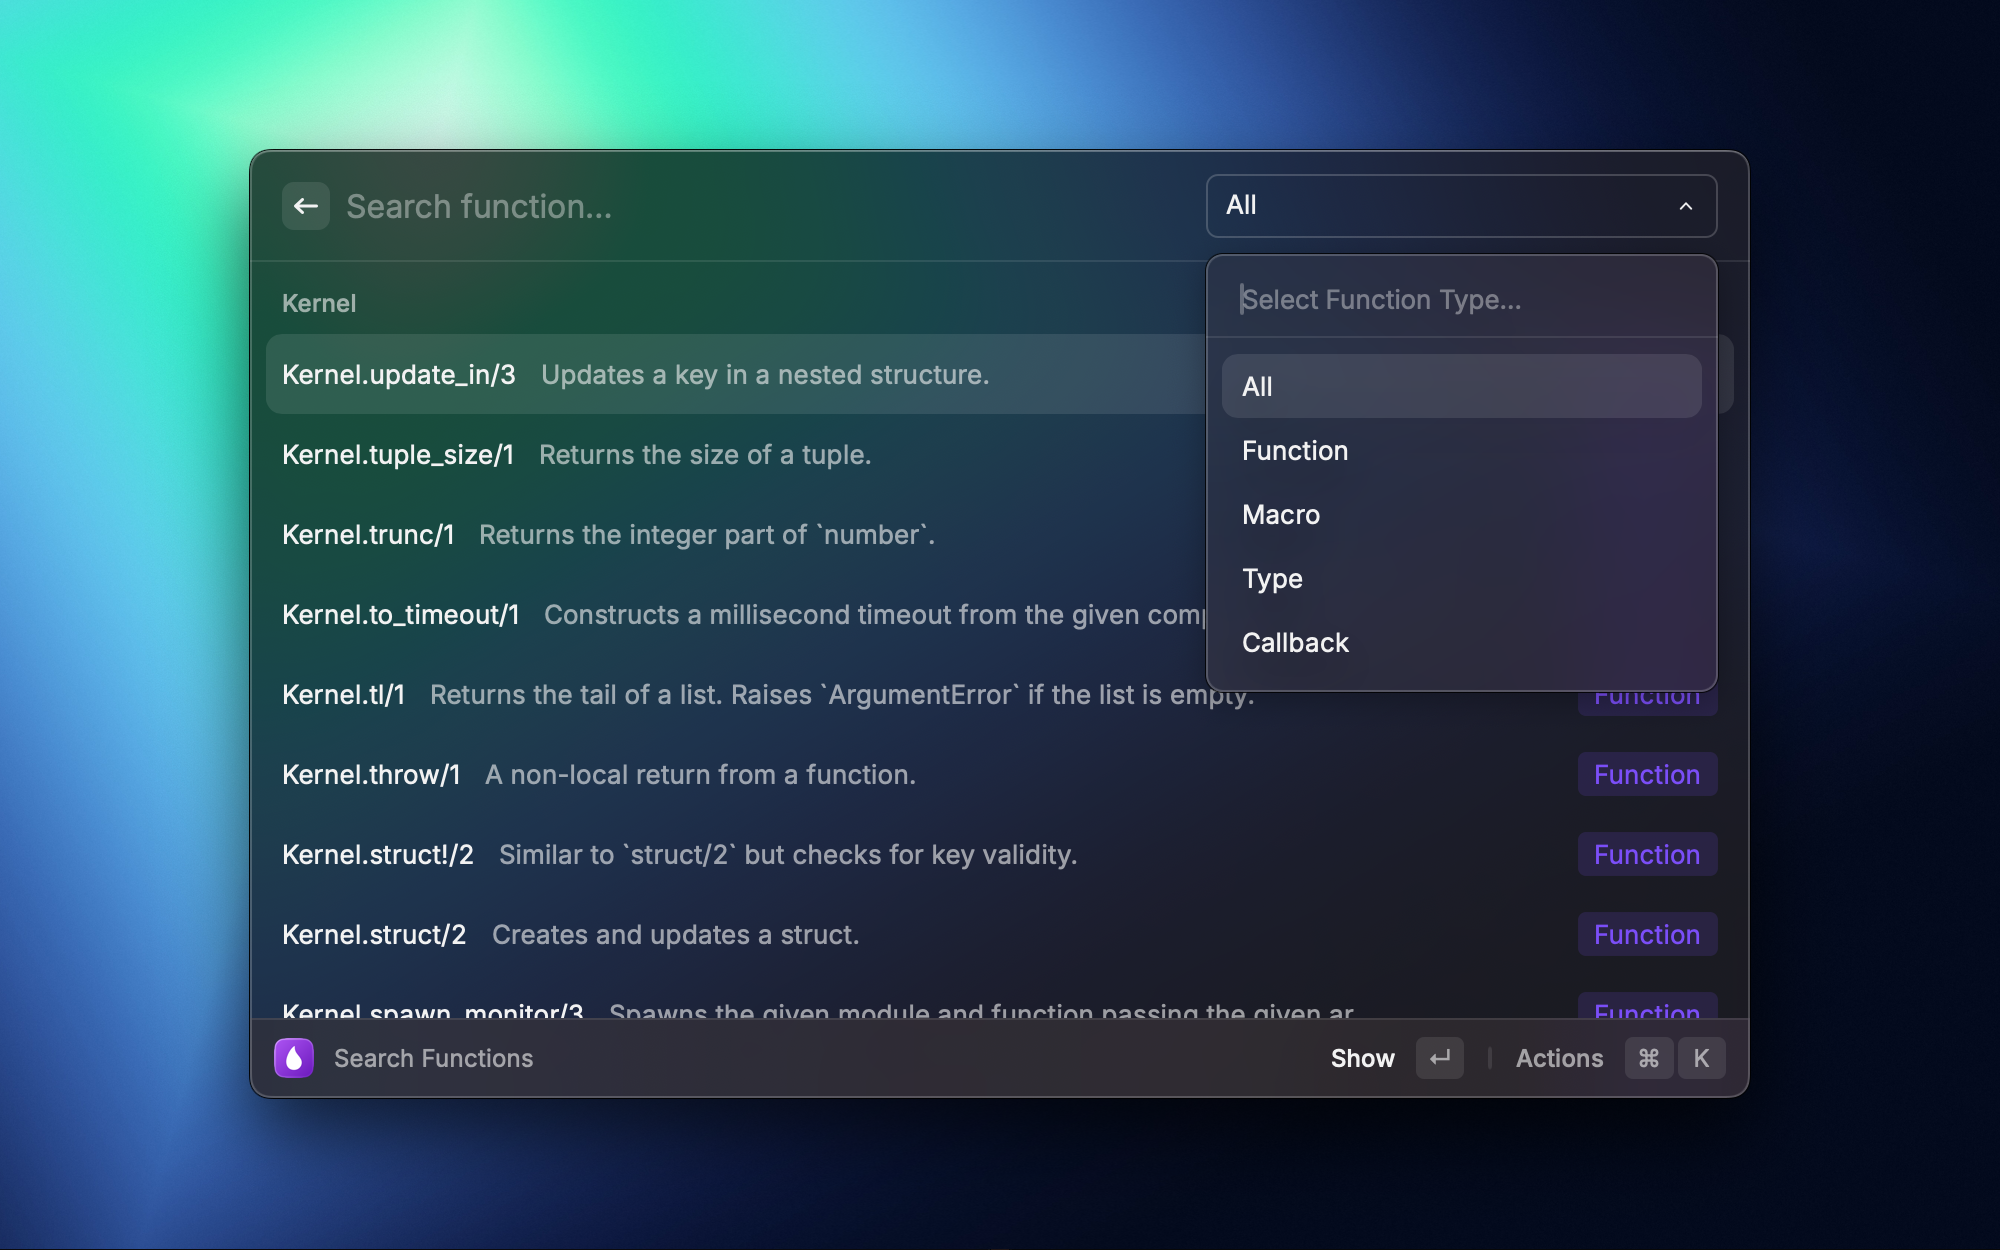 Search function...
All
Select Function Type...
All
Function
Macro
Type
Callback
Kernel
Kernel.update_in/3 Updates a key in a nested structure.
Kernel.tuple_size/1 Returns the size of a tuple.
Kernel.trunc/1 Returns the integer part of `number`.
Kernel.to_timeout/1 Constructs a millisecond timeout from the given
Kernel.tl/1 Returns the tail of a list. Raises `ArgumentError` if the list is empty. Function
Kernel.throw/1 A non-local return from a function. Function
Kernel.struct!/2 Similar to `struct/2` but checks for key validity. Function
Kernel.struct/2 Creates and updates a struct. Function
Kernel.spawn_monitor/3 Spawns the given module and function passing the given ar Function
Search Functions Show ↵ Actions ⌘ K